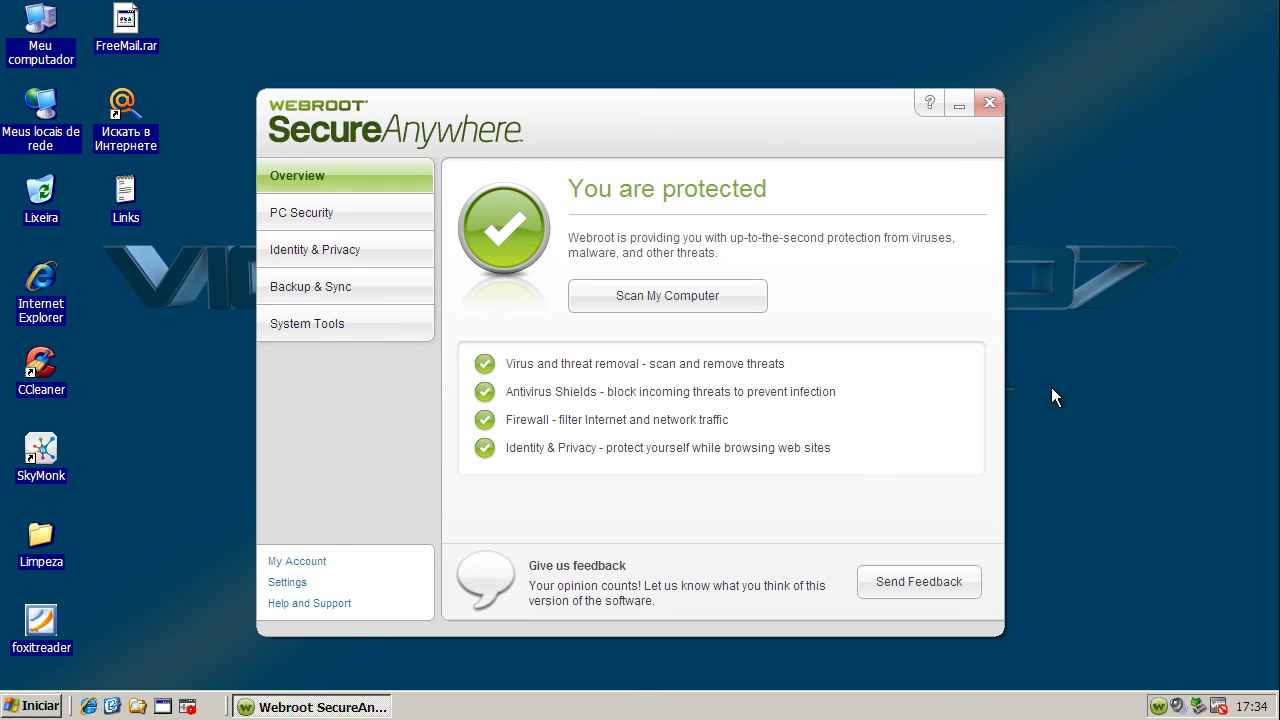 Meu
computador
FreeMail.rar
Meus locais de
rede
Искать в
Интернете
Lixeira
Links
Internet
Explorer
CCleaner
SkyMonk
Limpeza
foxitreader
WEBROOT
SecureAnywhere
?
Overview
PC Security
Identity & Privacy
Backup & Sync
System Tools
You are protected
Webroot is providing you with up-to-the-second protection from viruses,
malware, and other threats.
Scan My Computer
Virus and threat removal - scan and remove threats
Antivirus Shields - block incoming threats to prevent infection
Firewall - filter Internet and network traffic
Identity & Privacy - protect yourself while browsing web sites
My Account
Settings
Help and Support
Give us feedback
Your opinion counts! Let us know what you think of this
version of the software.
Send Feedback
Iniciar
Webroot SecureAn...
17:34